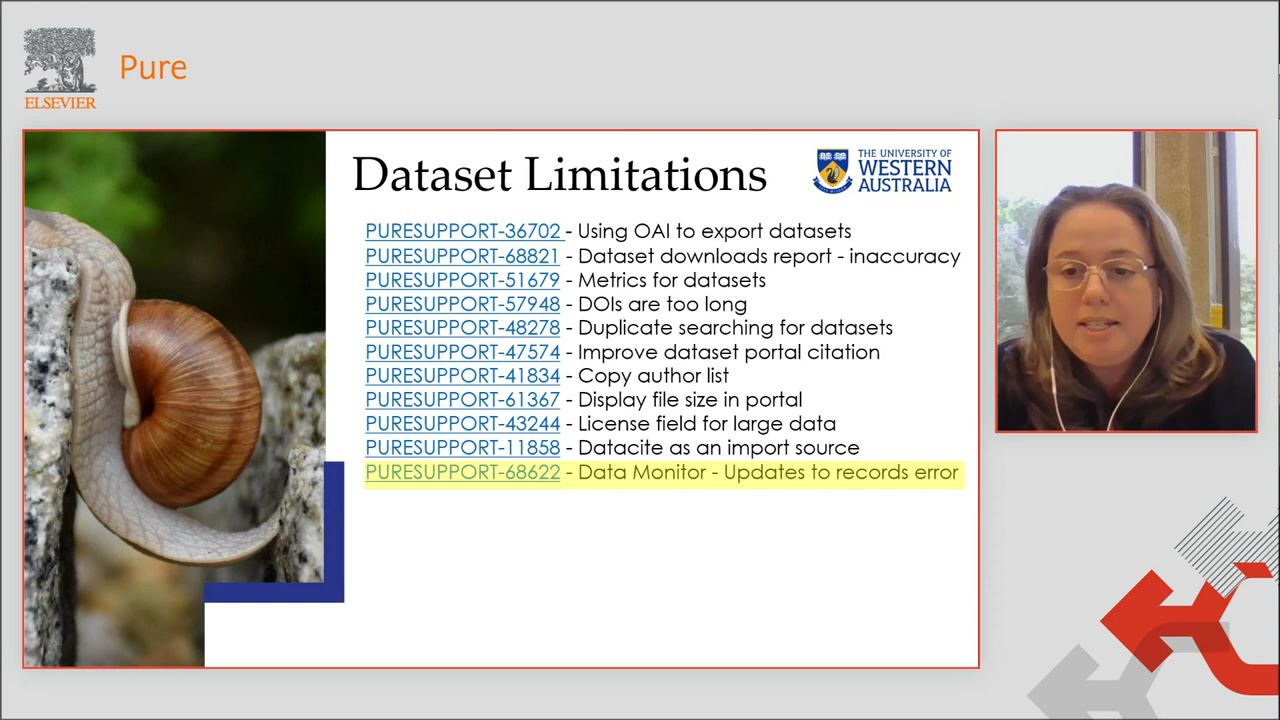 ELSEVIER
Pure
Dataset Limitations
THE UNIVERSITY OF
WESTERN
AUSTRALIA
PURESUPPORT-36702 - Using OAI to export datasets
PURESUPPORT-68821 - Dataset downloads report - inaccuracy
PURESUPPORT-51679 - Metrics for datasets
PURESUPPORT-57948 - DOIs are too long
PURESUPPORT-48278 - Duplicate searching for datasets
PURESUPPORT-47574 - Improve dataset portal citation
PURESUPPORT-41834 - Copy author list
PURESUPPORT-61367 - Display file size in portal
PURESUPPORT-43244 - License field for large data
PURESUPPORT-11858 - Datacite as an import source
PURESUPPORT-68622 - Data Monitor - Updates to records error